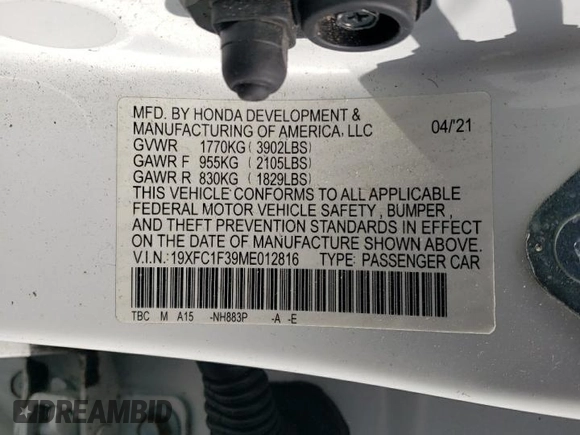 MFD. BY HONDA DEVELOPMENT &
MANUFACTURING OF AMERICA, LLC 04/'21
GVWR 1770KG ( 3902LBS)
GAWR F 955KG ( 2105LBS)
GAWR R 830KG ( 1829LBS)
THIS VEHICLE CONFORMS TO ALL APPLICABLE
FEDERAL MOTOR VEHICLE SAFETY , BUMPER ,
AND THEFT PREVENTION STANDARDS IN EFFECT
ON THE DATE OF MANUFACTURE SHOWN ABOVE.
V.I.N.: 19XFC1F39ME012816 TYPE: PASSENGER CAR
TBC M A15 -NH883P -A -E
DREAMBID